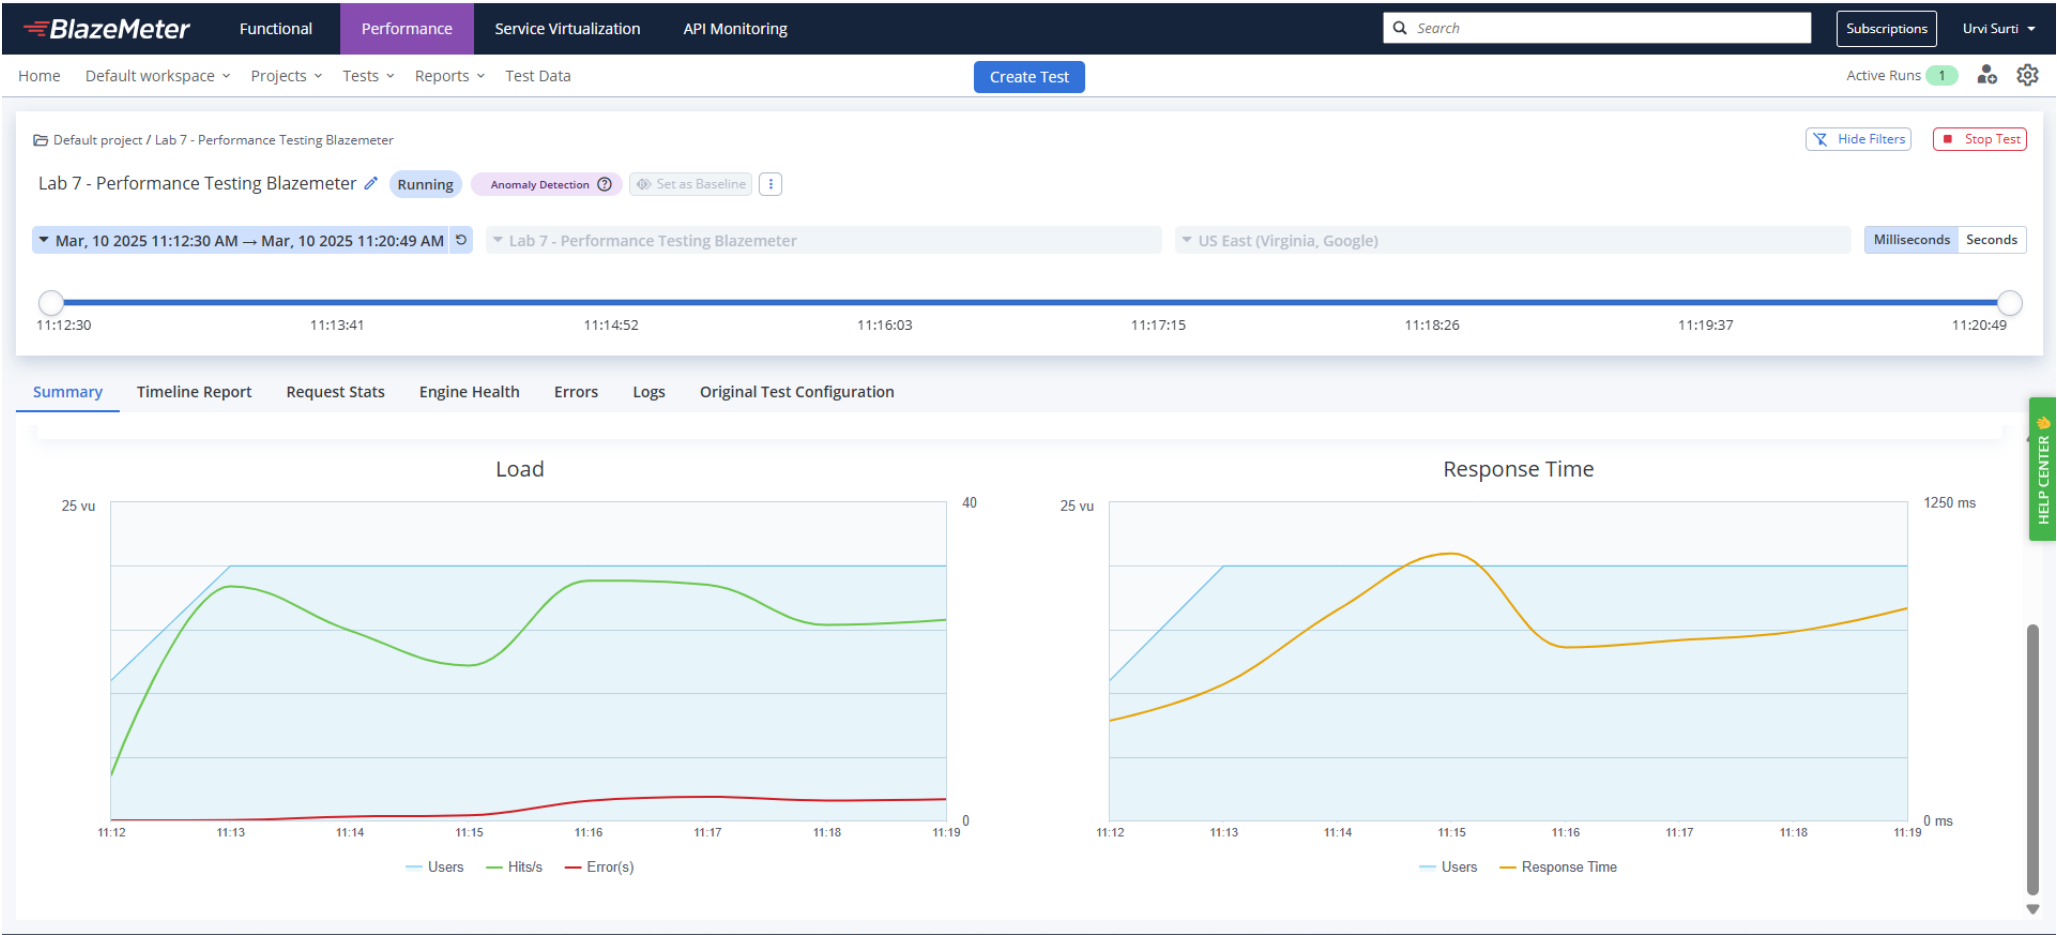 BlazeMeter Functional Performance Service Virtualization API Monitoring Search Subscriptions Urvi Surti
Home Default workspace Projects Tests Reports Test Data Create Test Active Runs 1
Default project / Lab 7 - Performance Testing Blazemeter Hide Filters Stop Test
Lab 7 - Performance Testing Blazemeter Running Anomaly Detection ? Set as Baseline
Mar, 10 2025 11:12:30 AM → Mar, 10 2025 11:20:49 AM Lab 7 - Performance Testing Blazemeter US East (Virginia, Google) Milliseconds Seconds
11:12:30 11:13:41 11:14:52 11:16:03 11:17:15 11:18:26 11:19:37 11:20:49
Summary Timeline Report Request Stats Engine Health Errors Logs Original Test Configuration
HELP CENTER
Load
25 vu 40
0
11:12 11:13 11:14 11:15 11:16 11:17 11:18 11:19
Users Hits/s Error(s)
Response Time
25 vu 1250 ms
0 ms
11:12 11:13 11:14 11:15 11:16 11:17 11:18 11:19
Users Response Time